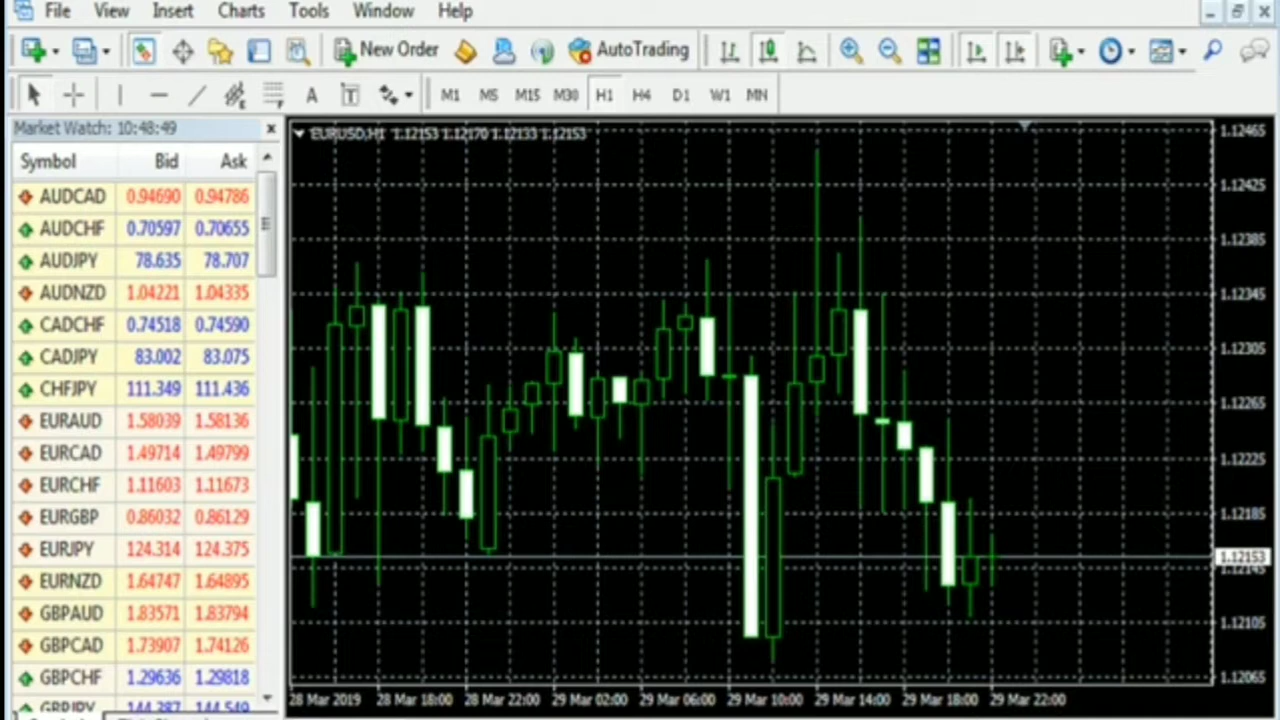 File View Insert Charts Tools Window Help
New Order AutoTrading
A T M1 M5 M15 M30 H1 H4 D1 W1 MN
Market Watch: 10:48:49 x
Symbol Bid Ask
AUDCAD 0.94690 0.94786
AUDCHF 0.70597 0.70655
AUDJPY 78.635 78.707
AUDNZD 1.04221 1.04335
CADCHF 0.74518 0.74590
CADJPY 83.002 83.075
CHFJPY 111.349 111.436
EURAUD 1.58039 1.58136
EURCAD 1.49714 1.49799
EURCHF 1.11603 1.11673
EURGBP 0.86032 0.86129
EURJPY 124.314 124.375
EURNZD 1.64747 1.64895
GBPAUD 1.83571 1.83794
GBPCAD 1.73907 1.74126
GBPCHF 1.29636 1.29818
GBPJPY 144.387 144.549
EURUSD,H1 1.12153 1.12170 1.12133 1.12153
1.12465
1.12425
1.12385
1.12345
1.12305
1.12265
1.12225
1.12185
1.12153
1.12145
1.12105
1.12065
28 Mar 2019 28 Mar 18:00 28 Mar 22:00 29 Mar 02:00 29 Mar 06:00 29 Mar 10:00 29 Mar 14:00 29 Mar 18:00 29 Mar 22:00